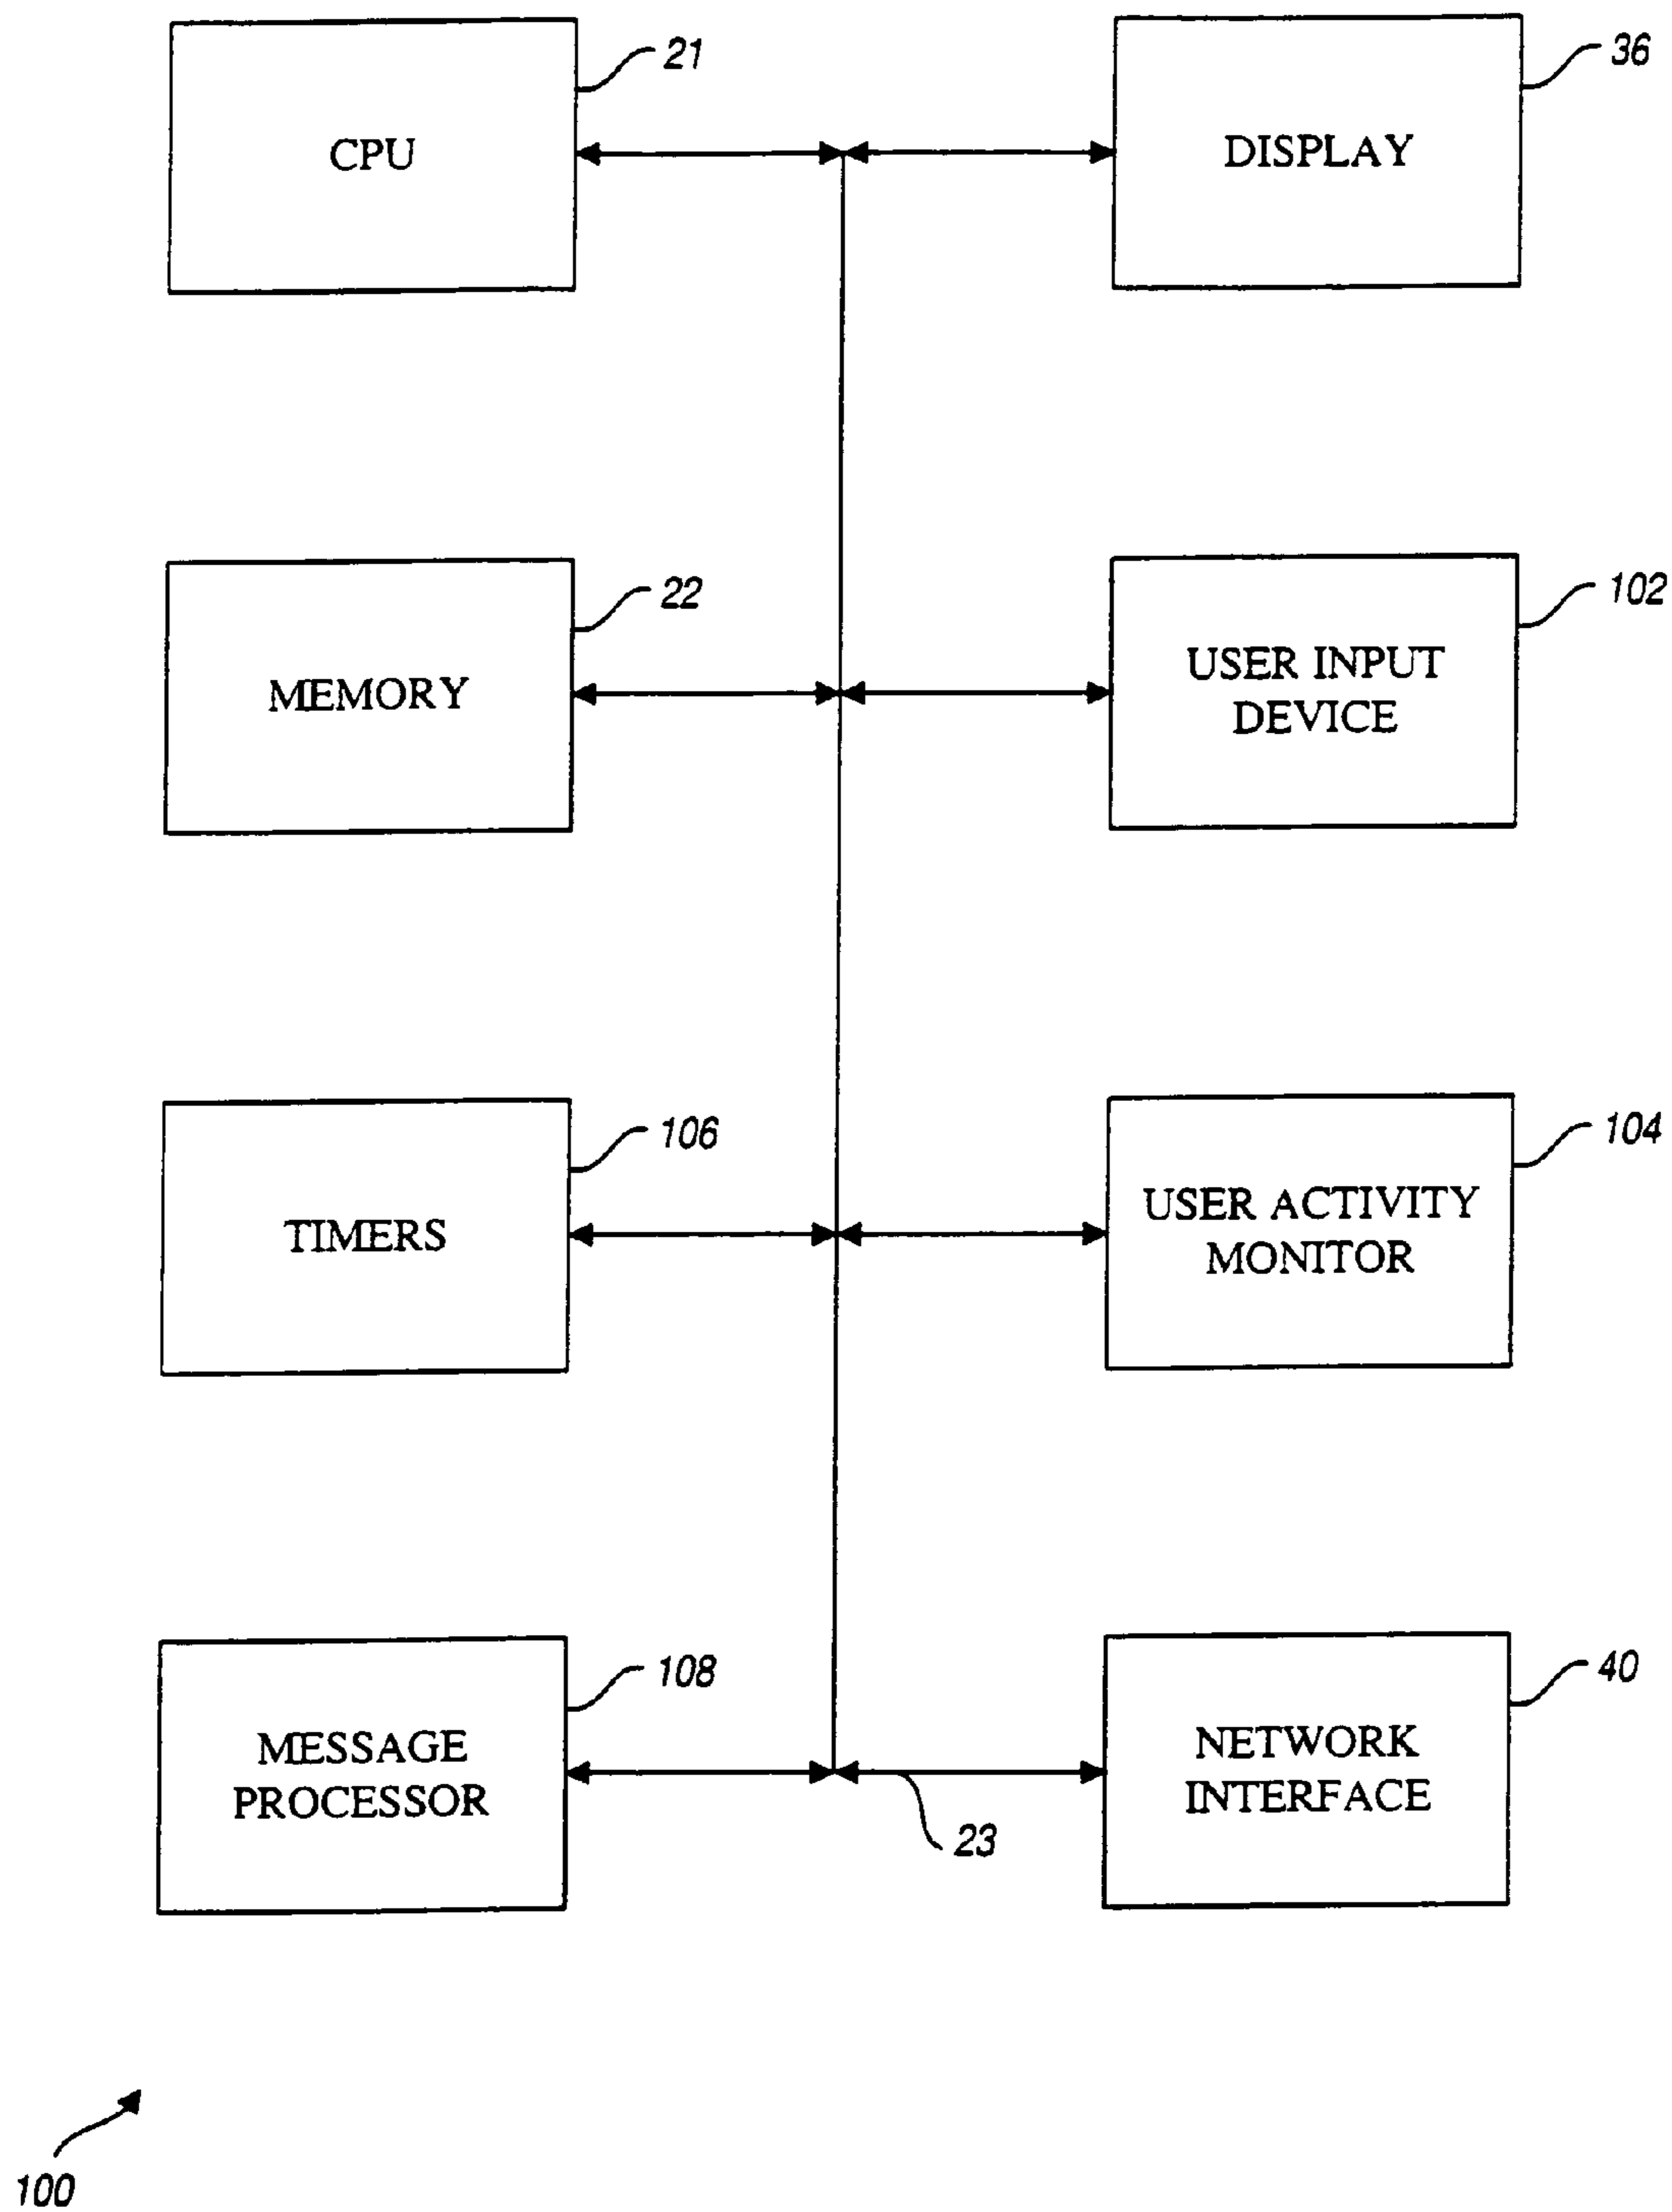 21
36
CPU
DISPLAY
22
102
MEMORY
USER INPUT
DEVICE
106
104
TIMERS
USER ACTIVITY
MONITOR
108
40
MESSAGE
PROCESSOR
NETWORK
INTERFACE
23
100